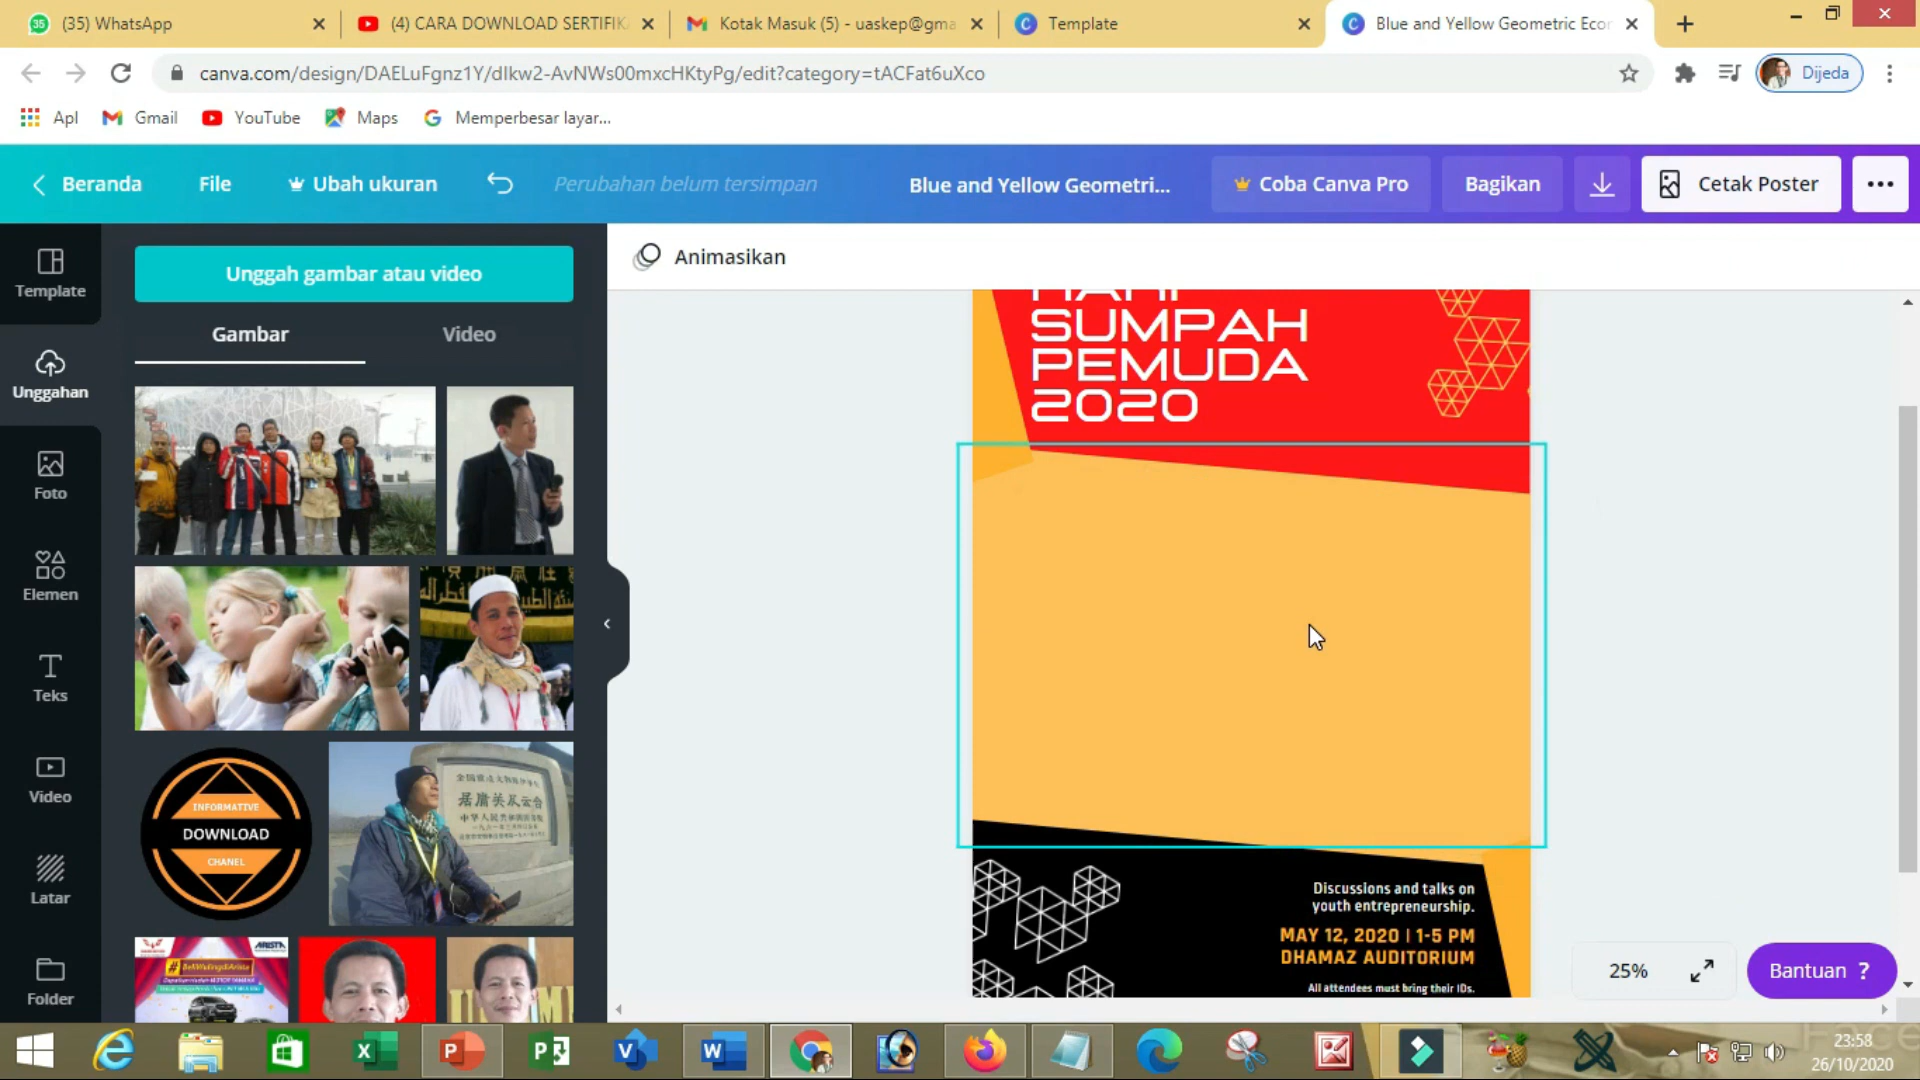 (35) WhatsApp
(4) CARA DOWNLOAD SERTIFIK
Kotak Masuk (5) - uaskep@gma
Template
Blue and Yellow Geometric Econ
canva.com/design/DAELuFgnz1Y/dIkw2-AvNWs00mxcHKtyPg/edit?category=tACFat6uXco
Dijeda
Apl
Gmail
YouTube
Maps
Memperbesar layar...
Beranda
File
Ubah ukuran
Perubahan belum tersimpan
Blue and Yellow Geometri...
Coba Canva Pro
Bagikan
Cetak Poster
Template
Unggahan
Foto
Elemen
Teks
Video
Latar
Folder
Unggah gambar atau video
Gambar
Video
INFORMATIVE
DOWNLOAD
CHANEL
Animasikan
HARI
SUMPAH
PEMUDA
2020
Discussions and talks on
youth entrepreneurship.
MAY 12, 2020 | 1-5 PM
DHAMAZ AUDITORIUM
All attendees must bring their IDs.
25%
Bantuan ?
23:58
26/10/2020